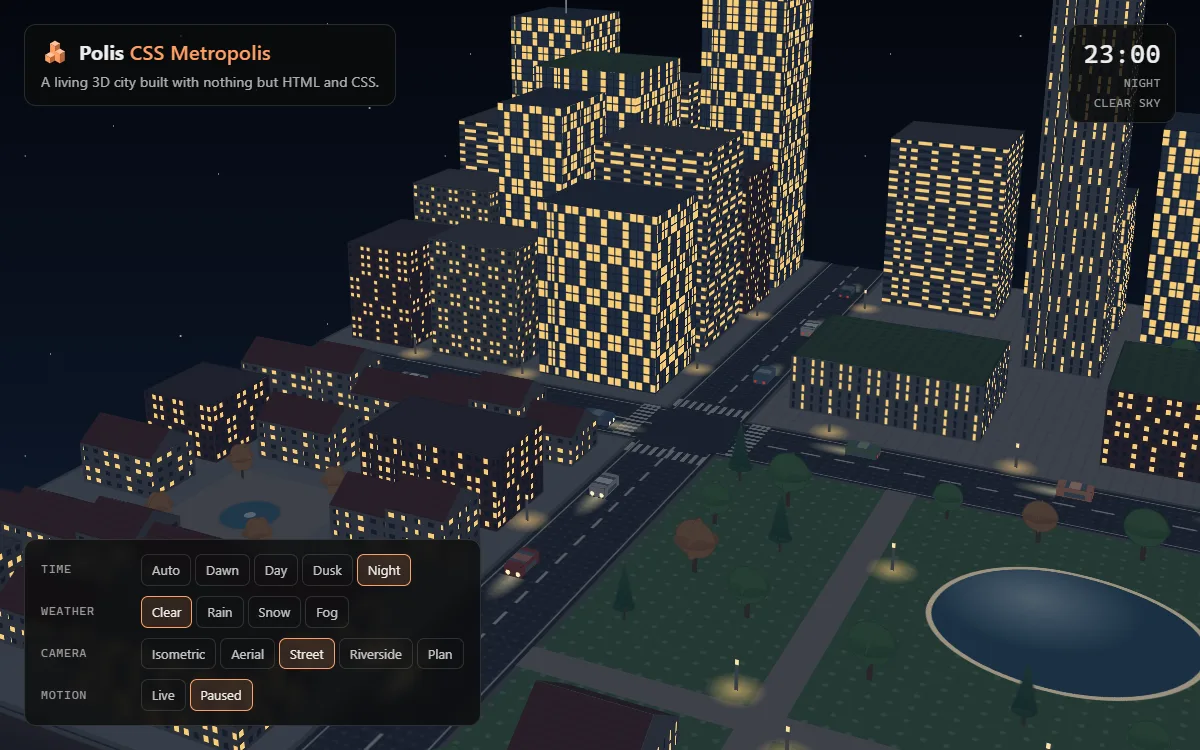 Polis CSS Metropolis
A living 3D city built with nothing but HTML and CSS.
23:00
NIGHT
CLEAR SKY
TIME Auto Dawn Day Dusk Night
WEATHER Clear Rain Snow Fog
CAMERA Isometric Aerial Street Riverside Plan
MOTION Live Paused